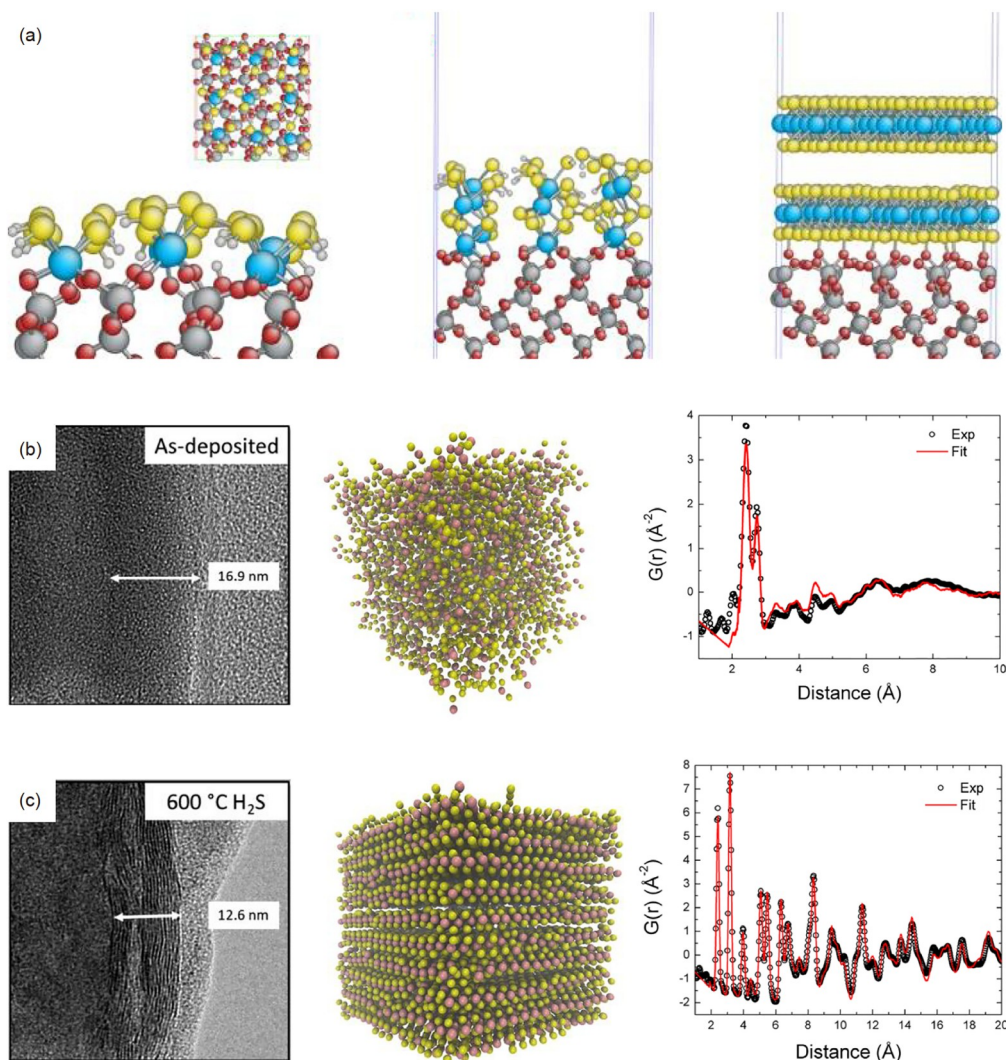 (a)
(b)
As-deposited
16.9 nm
G(r) (Å⁻²)
4
3
2
1
0
-1
Exp
Fit
2 4 6 8 10
Distance (Å)
(c)
600 °C H₂S
12.6 nm
G(r) (Å⁻²)
8
7
6
5
4
3
2
1
0
-1
-2
Exp
Fit
2 4 6 8 10 12 14 16 18 20
Distance (Å)